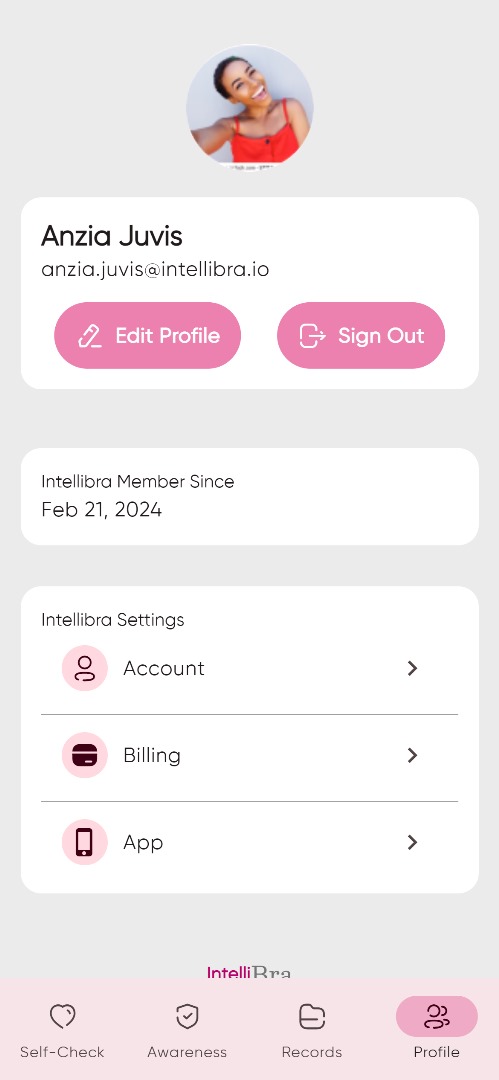 Anzia Juvis
anzia.juvis@intellibra.io
Edit Profile
Sign Out
Intellibra Member Since
Feb 21, 2024
Intellibra Settings
Account
Billing
App
IntelliBra
Self-Check
Awareness
Records
Profile